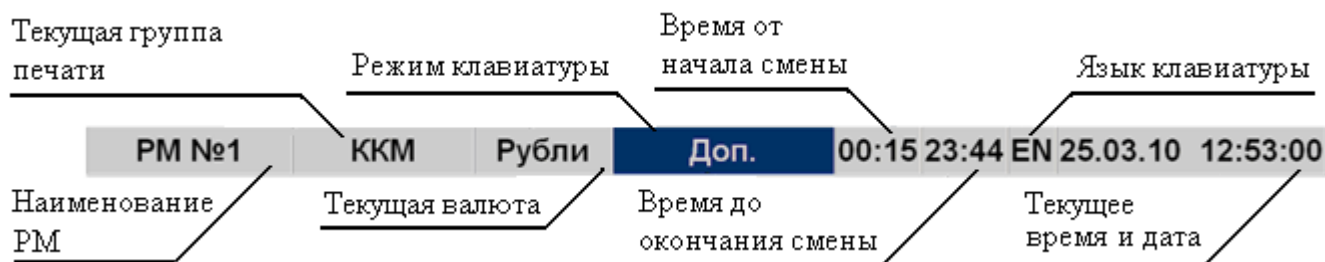 Текущая группа
печати
Режим клавиатуры
Время от
начала смены
Язык клавиатуры
РМ №1 ККМ Рубли Доп. 00:15 23:44 EN 25.03.10 12:53:00
Наименование
РМ
Текущая валюта
Время до
окончания смены
Текущее
время и дата